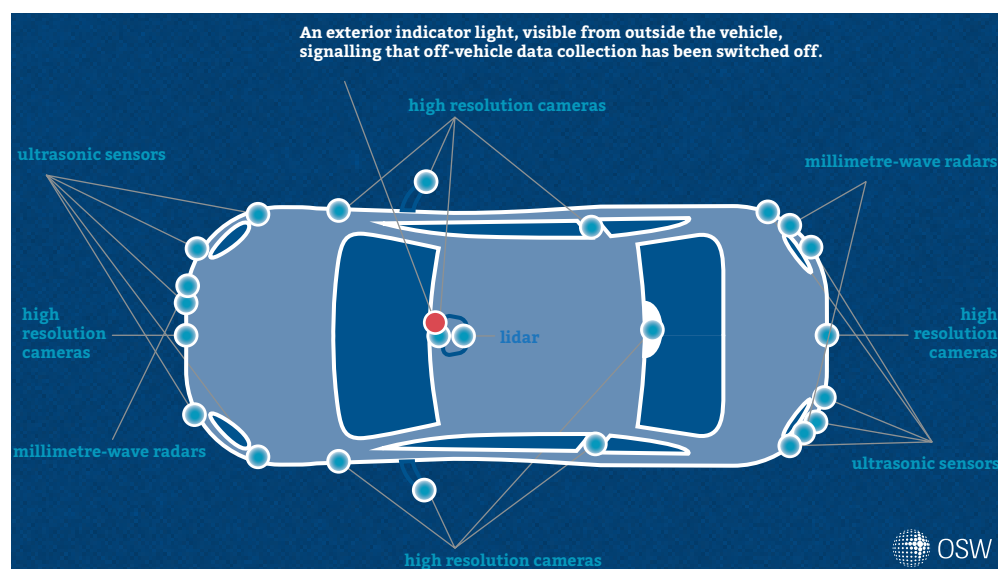 An exterior indicator light, visible from outside the vehicle,
signalling that off-vehicle data collection has been switched off.
high resolution cameras
ultrasonic sensors
millimetre-wave radars
high
resolution
cameras
lidar
high
resolution
cameras
millimetre-wave radars
ultrasonic sensors
high resolution cameras
OSW